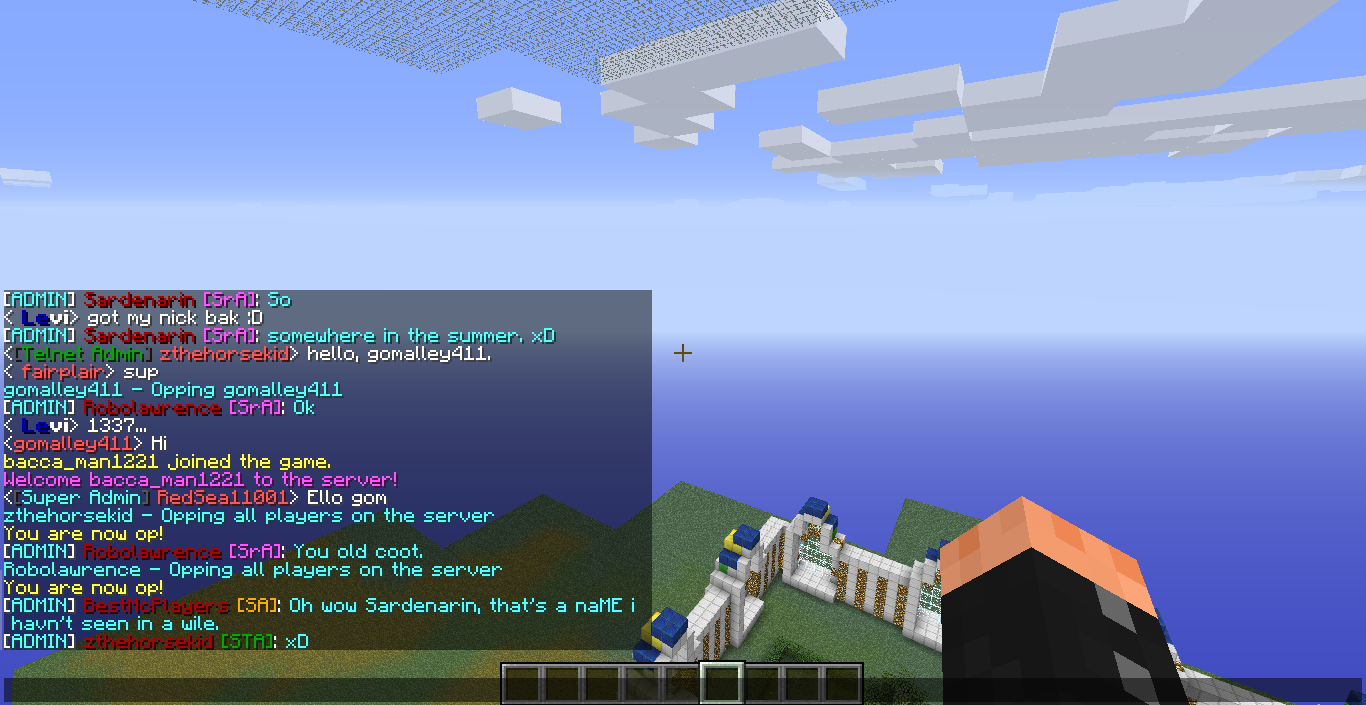 [ADMIN] Sardenarin [SrA]: So
< Levi> got my nick bak :D
[ADMIN] Sardenarin [SrA]: somewhere in the summer. xD
<[Telnet Admin] zthehorsekid> hello, gomalley411.
< fairplair> sup
gomalley411 - Opping gomalley411
[ADMIN] Robolawrence [SrA]: Ok
< Levi> 1337...
<gomalley411> Hi
bacca_man1221 joined the game.
Welcome bacca_man1221 to the server!
<[Super Admin] RedSea11001> Ello gom
zthehorsekid - Opping all players on the server
You are now op!
[ADMIN] Robolawrence [SrA]: You old coot.
Robolawrence - Opping all players on the server
You are now op!
[ADMIN] BestMcPlayers [SA]: Oh wow Sardenarin, that's a naME i
havn't seen in a wile.
[ADMIN] zthehorsekid [STA]: xD